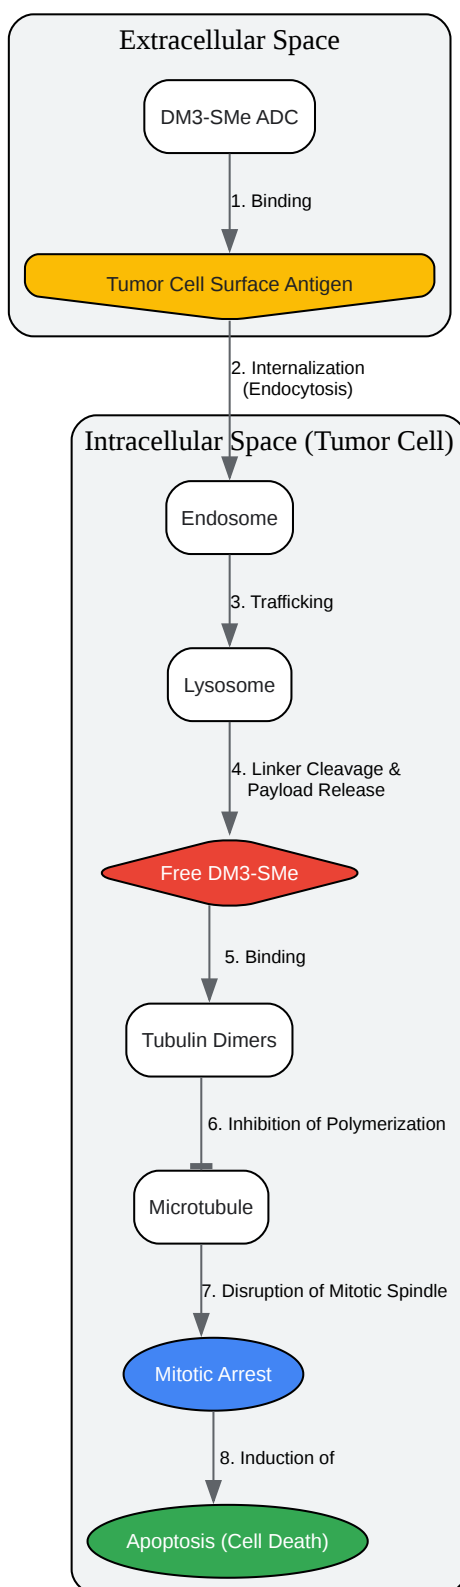 Extracellular Space
DM3-SMe ADC
1. Binding
Tumor Cell Surface Antigen
2. Internalization
(Endocytosis)
Intracellular Space (Tumor Cell)
Endosome
3. Trafficking
Lysosome
4. Linker Cleavage &
Payload Release
Free DM3-SMe
5. Binding
Tubulin Dimers
6. Inhibition of Polymerization
Microtubule
7. Disruption of Mitotic Spindle
Mitotic Arrest
8. Induction of
Apoptosis (Cell Death)